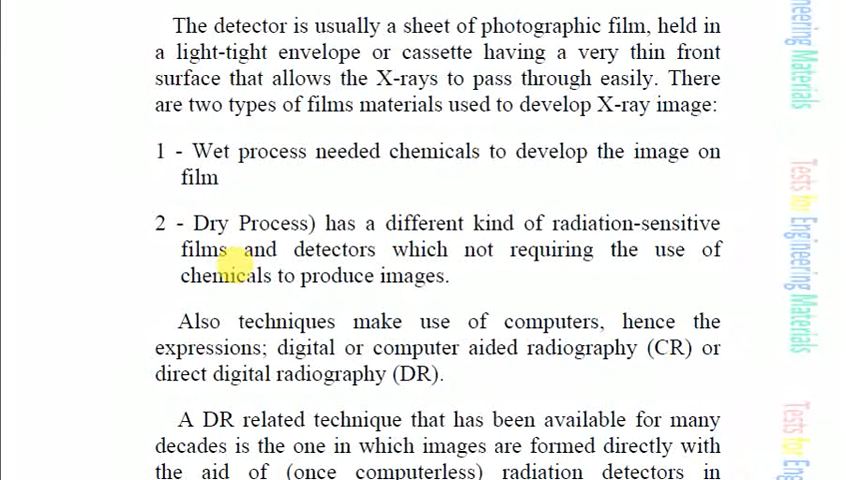 The detector is usually a sheet of photographic film, held in
a light-tight envelope or cassette having a very thin front
surface that allows the X-rays to pass through easily. There
are two types of films materials used to develop X-ray image:
1 - Wet process needed chemicals to develop the image on
film
2 - Dry Process) has a different kind of radiation-sensitive
films and detectors which not requiring the use of
chemicals to produce images.
Also techniques make use of computers, hence the
expressions; digital or computer aided radiography (CR) or
direct digital radiography (DR).
A DR related technique that has been available for many
decades is the one in which images are formed directly with
the aid of (once computerless) radiation detectors in
neering Materials
Tests for Engineering Materials
Tests for Eng